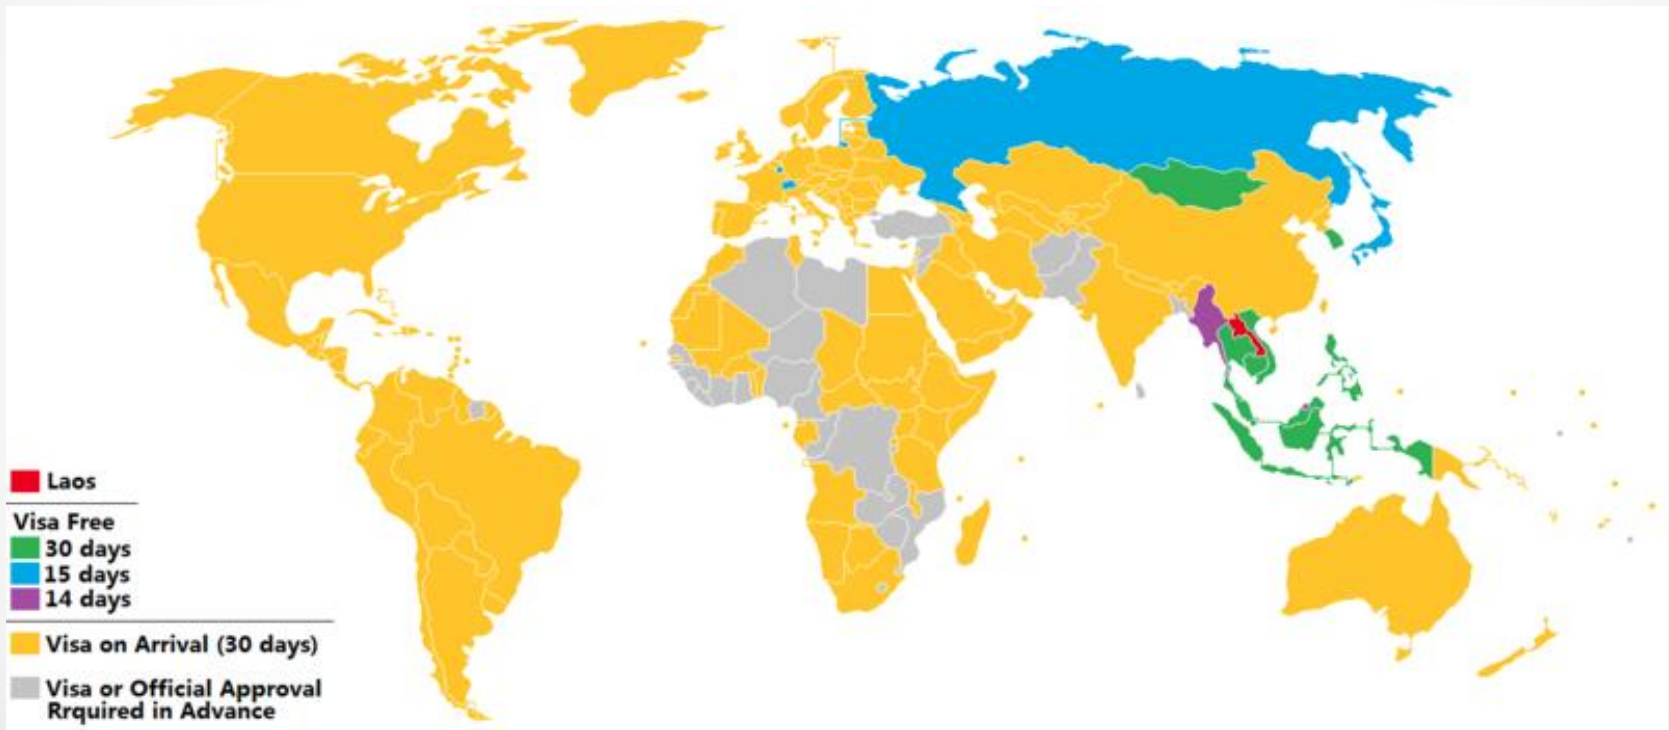 Laos
Visa Free
30 days
15 days
14 days
Visa on Arrival (30 days)
Visa or Official Approval
Rrquired in Advance